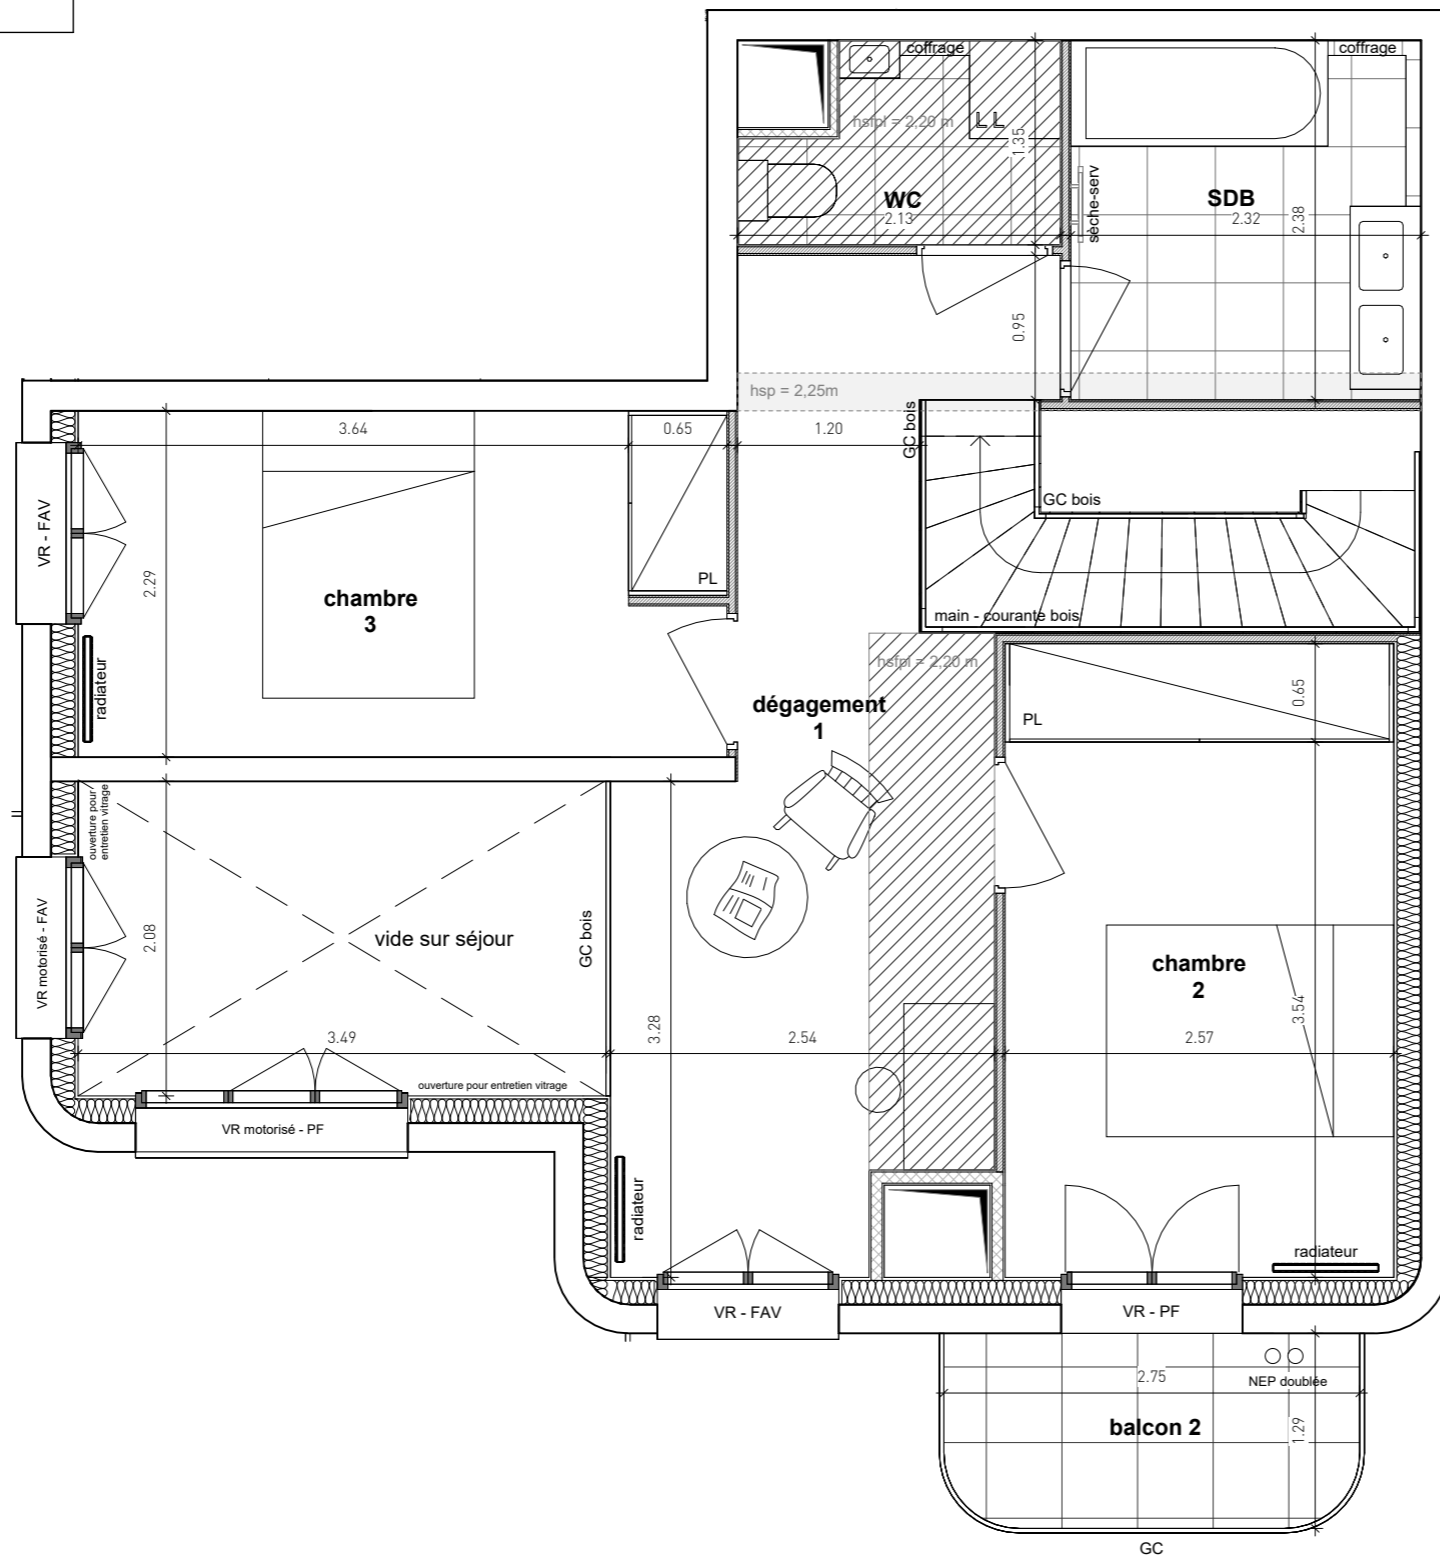 coffrage
coffrage
hsfpl = 2,20 m
LL
1.35
WC
2.13
sèche-serv
SDB
2.32
2.38
0.95
hsp = 2,25m
3.64
0.65
1.20
GC bois
GC bois
VR - FAV
2.29
PL
chambre
3
main - courante bois
radiateur
hsfpl = 2,20 m
dégagement
1
0.65
PL
ouverture pour
entretien vitrage
VR motorisé - FAV
2.08
vide sur séjour
GC bois
chambre
2
3.54
3.49
3.28
2.54
2.57
ouverture pour entretien vitrage
VR motorisé - PF
radiateur
radiateur
VR - FAV
VR - PF
2.75
NEP doublée
balcon 2
1.29
GC